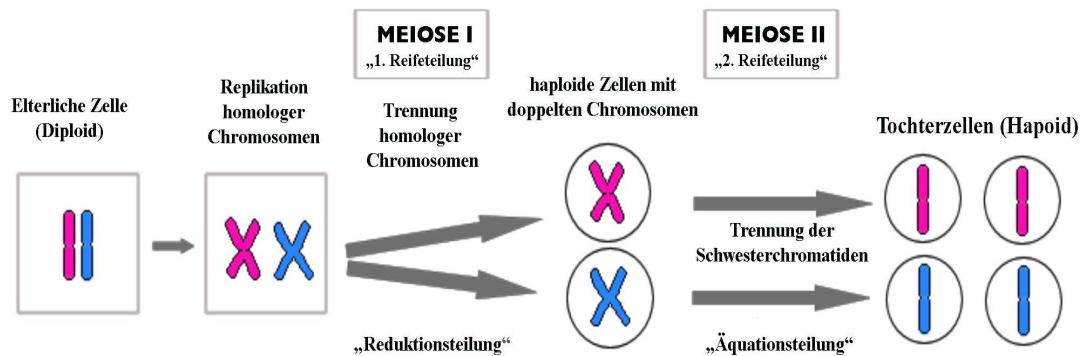 MEIOSE I
„1. Reifeteilung“
MEIOSE II
„2. Reifeteilung“
Elterliche Zelle
(Diploid)
Replikation
homologer
Chromosomen
Trennung
homologer
Chromosomen
haploide Zellen mit
doppelten Chromosomen
Tochterzellen (Hapoid)
Trennung der
Schwesterchromatiden
„Reduktionsteilung“
„Äquationsteilung“